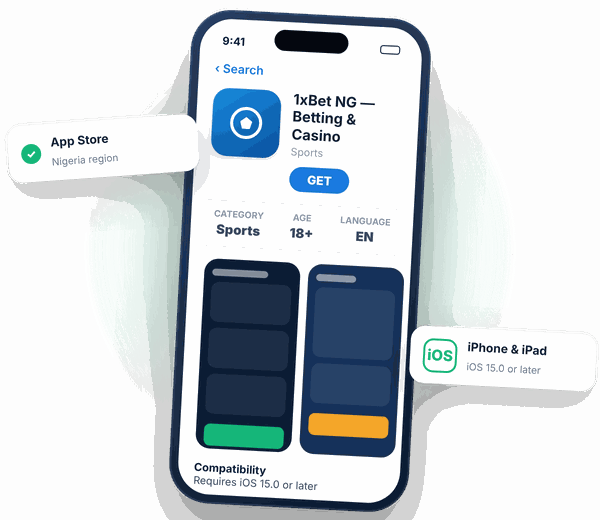 9:41
‹ Search
1xBet NG —
Betting &
Casino
Sports
GET
App Store
Nigeria region
CATEGORY
Sports
AGE
18+
LANGUAGE
EN
iOS
iPhone & iPad
iOS 15.0 or later
Compatibility
Requires iOS 15.0 or later